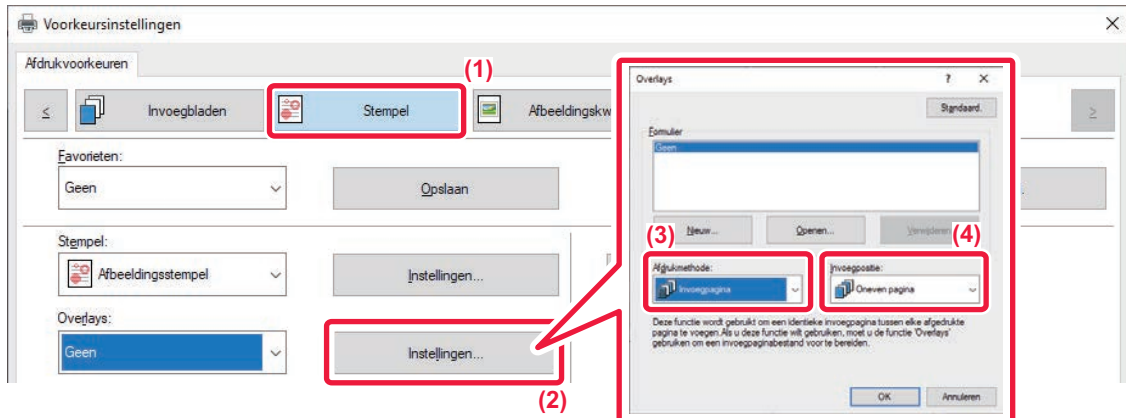 Voorkeursinstellingen
Afdrukvoorkeuren
(1)
≤
Invoegbladen
Stempel
Afbeeldingskw
≥
Favorieten:
Geen
Opslaan
Stempel:
Afbeeldingsstempel
Instellingen...
Overlays:
Geen
Instellingen...
(2)
Overlays
?
Standaard.
Formulier
Geen
Nieuw...
Openen...
Verwijderen
(3)
(4)
Afdrukmethode:
Invoegpagina
Invoegpositie:
Oneven pagina
Deze functie wordt gebruikt om een identieke invoegpagina tussen elke afgedrukte
pagina te voegen.Als u deze functie wilt gebruiken, moet u de functie 'Overlays'
gebruiken om een invoegpaginabestand voor te bereiden.
OK
Annuleren